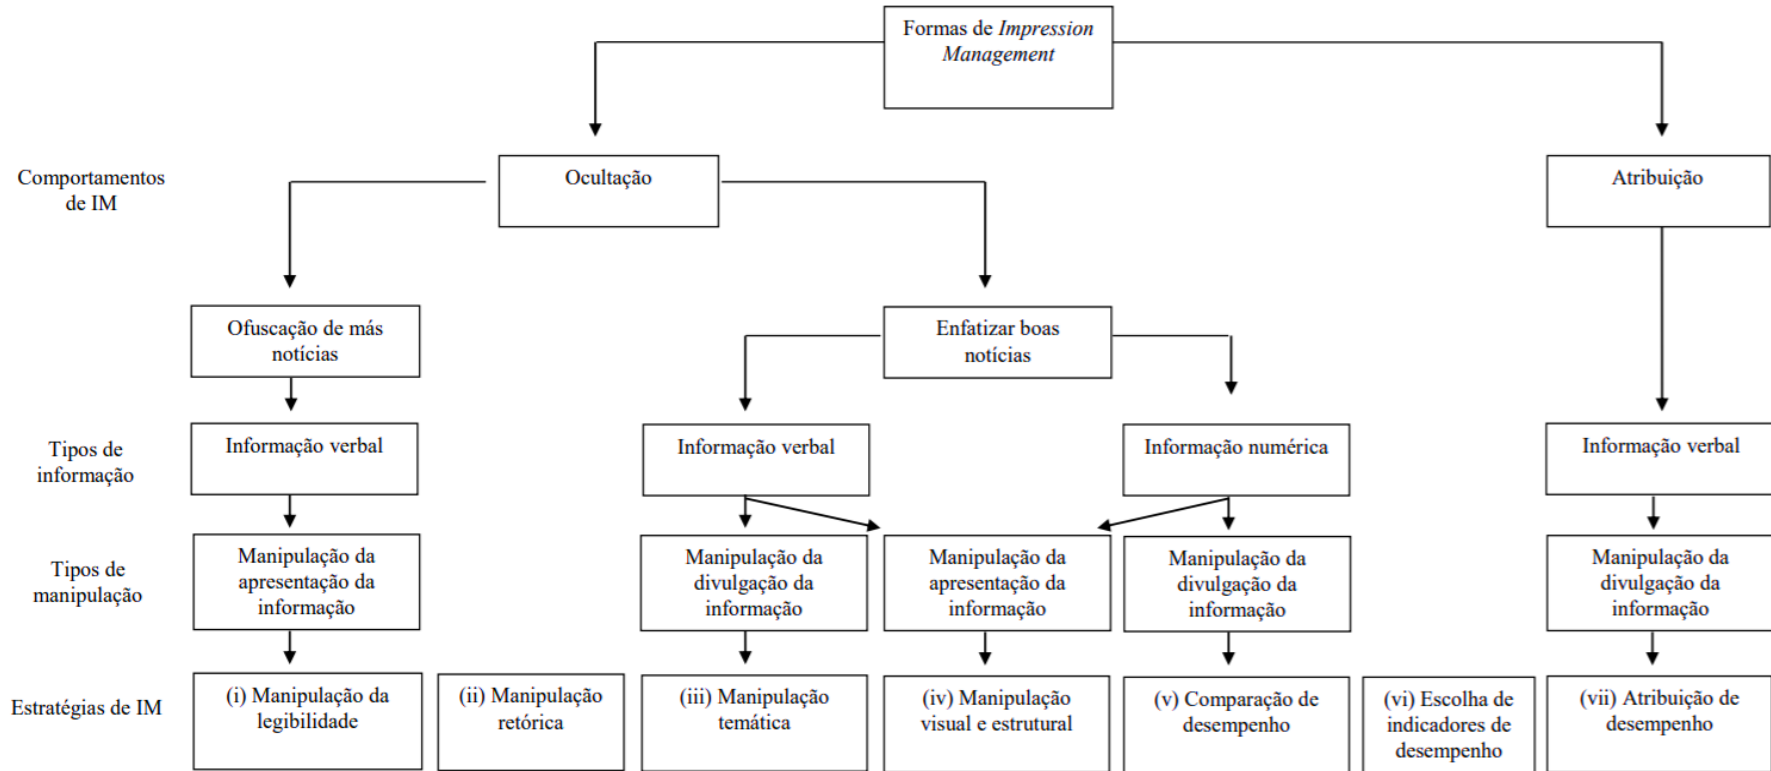 Formas de Impression
Management
Comportamentos
de IM
Ocultação
Atribuição
Ofuscação de más
notícias
Enfatizar boas
notícias
Tipos de
informação
Informação verbal
Informação verbal
Informação numérica
Informação verbal
Tipos de
manipulação
Manipulação da
apresentação da
informação
Manipulação da
divulgação da
informação
Manipulação da
apresentação da
informação
Manipulação da
divulgação da
informação
Manipulação da
divulgação da
informação
Estratégias de IM
(i) Manipulação da
legibilidade
(ii) Manipulação
retórica
(iii) Manipulação
temática
(iv) Manipulação
visual e estrutural
(v) Comparação de
desempenho
(vi) Escolha de
indicadores de
desempenho
(vii) Atribuição de
desempenho